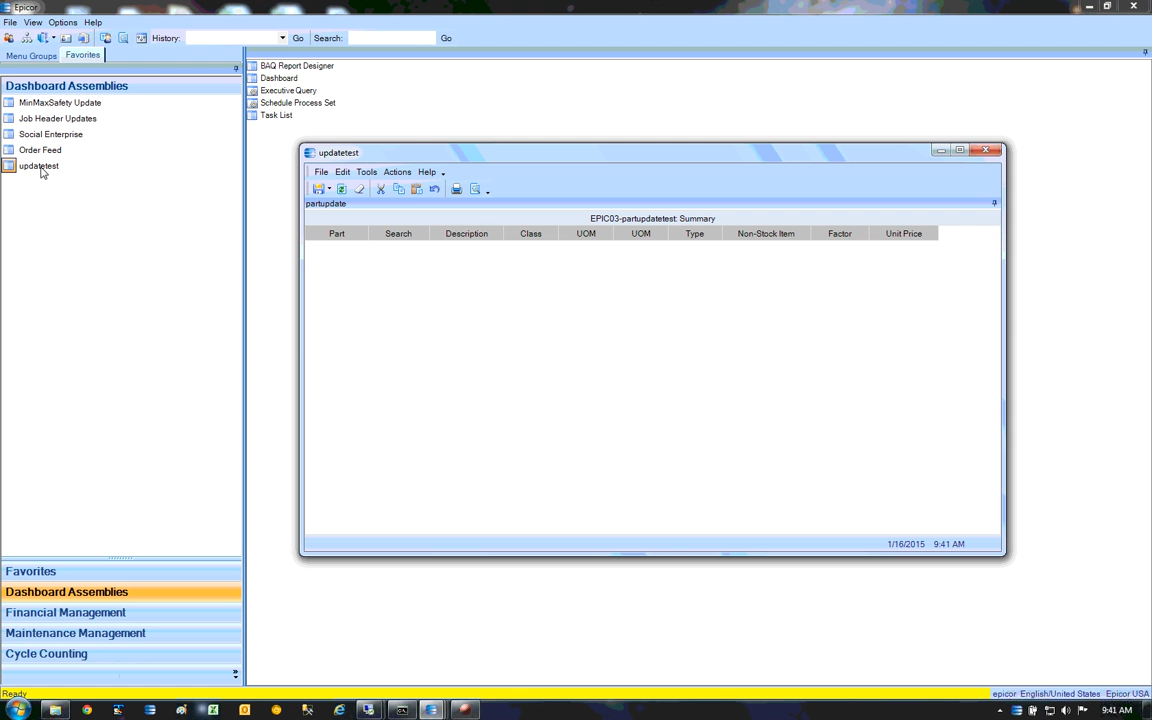 Epicor
File View Options Help
History: Go Search: Go
Menu Groups Favorites
Dashboard Assemblies
MinMaxSafety Update
Job Header Updates
Social Enterprise
Order Feed
updatetest
BAQ Report Designer
Dashboard
Executive Query
Schedule Process Set
Task List
updatetest
File Edit Tools Actions Help
partupdate
EPIC03-partupdatetest: Summary
Part Search Description Class UOM UOM Type Non-Stock Item Factor Unit Price
1/16/2015 9:41 AM
Favorites
Dashboard Assemblies
Financial Management
Maintenance Management
Cycle Counting
Ready epicor English/United States Epicor USA
9:41 AM